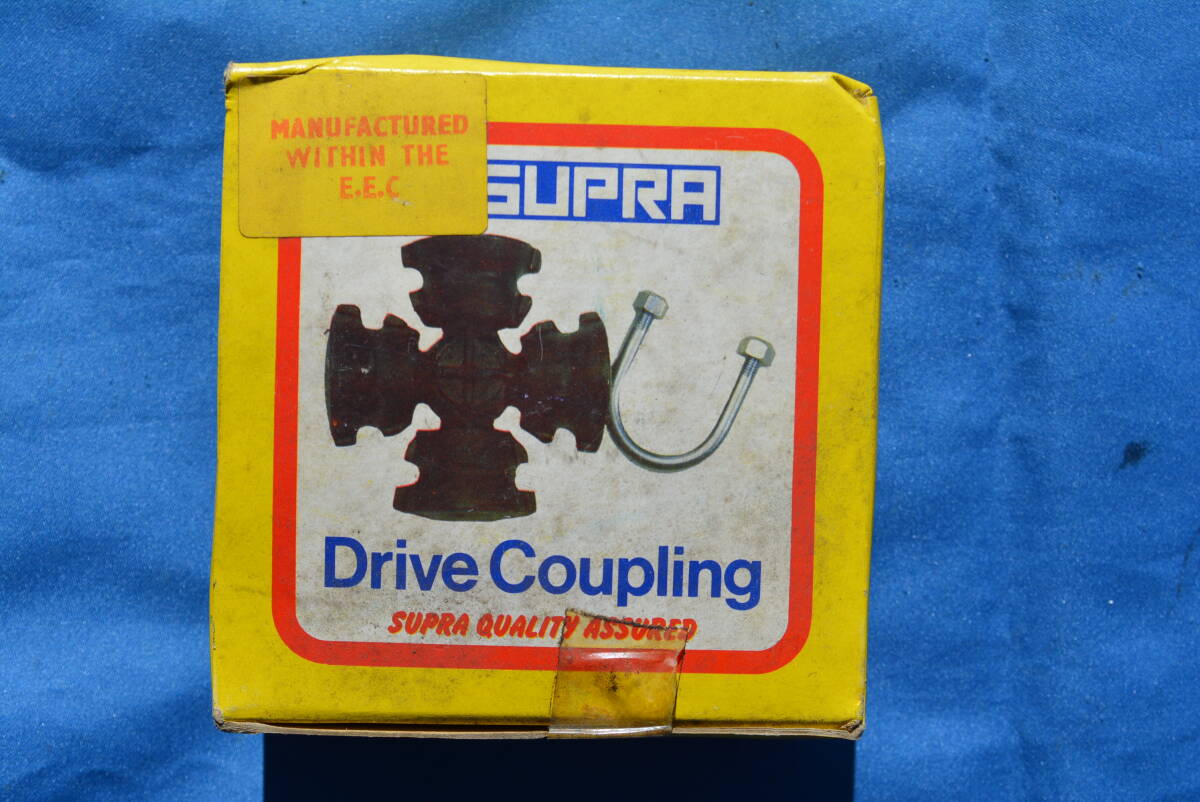 MANUFACTURED
WITHIN THE
E.E.C
SUPRA
Drive Coupling
SUPRA QUALITY ASSURED